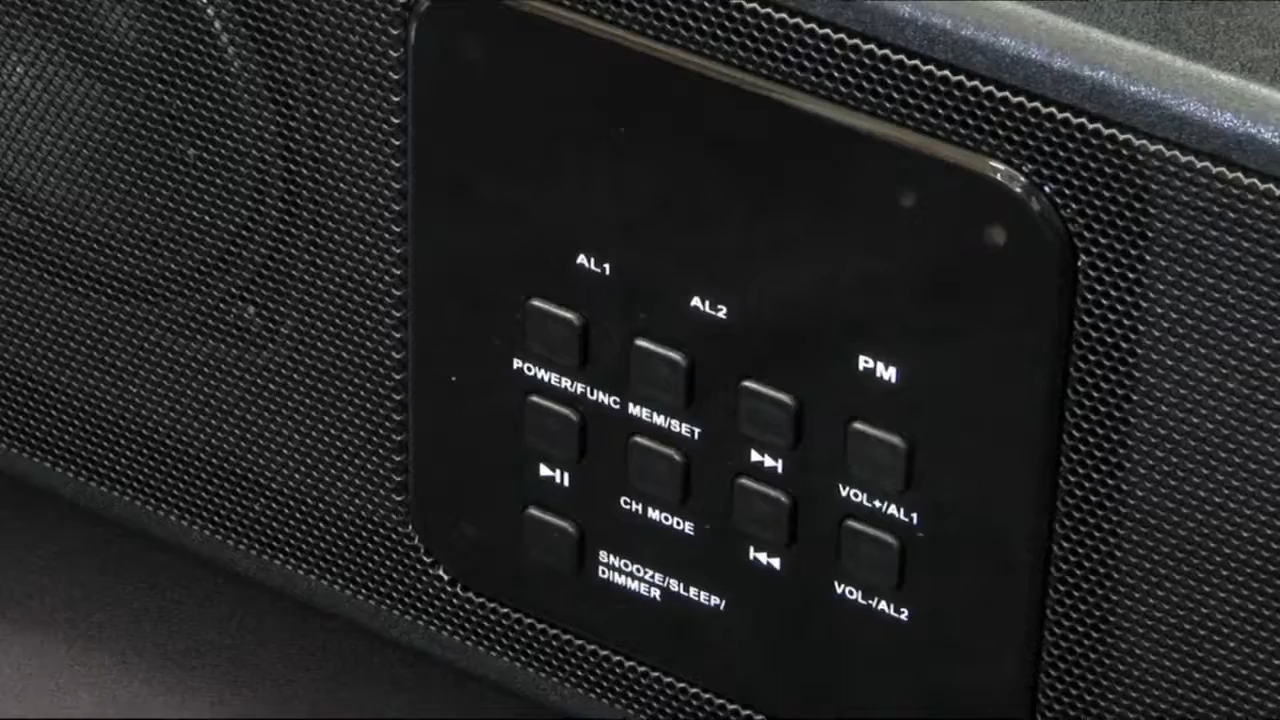 AL1
AL2
PM
POWER/FUNC
MEM/SET
CH MODE
VOL+/AL1
VOL-/AL2
SNOOZE/SLEEP/
DIMMER